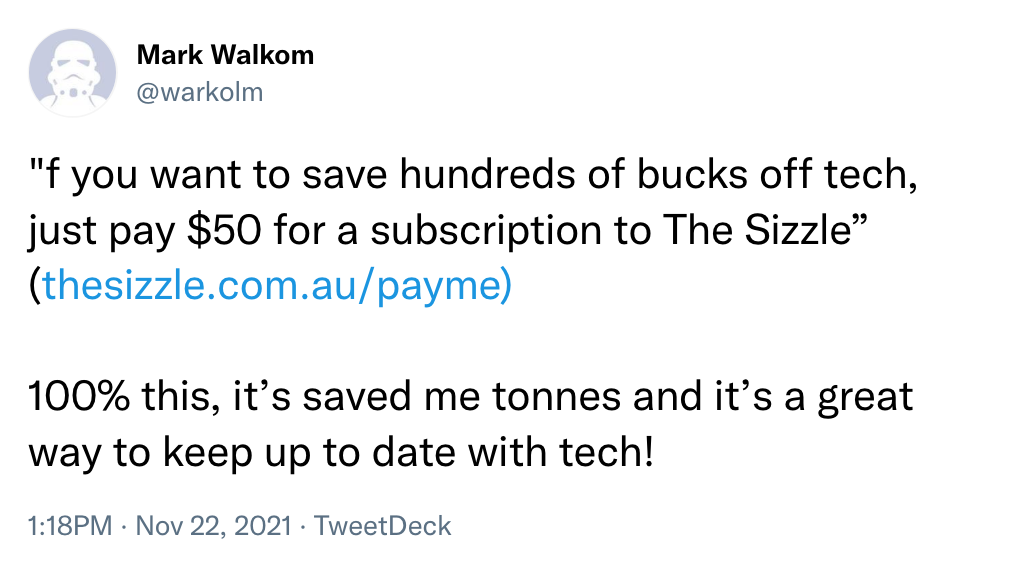 Mark Walkom
@warkolm
"f you want to save hundreds of bucks off tech,
just pay $50 for a subscription to The Sizzle”
(thesizzle.com.au/payme)
100% this, it’s saved me tonnes and it’s a great
way to keep up to date with tech!
1:18PM · Nov 22, 2021 · TweetDeck